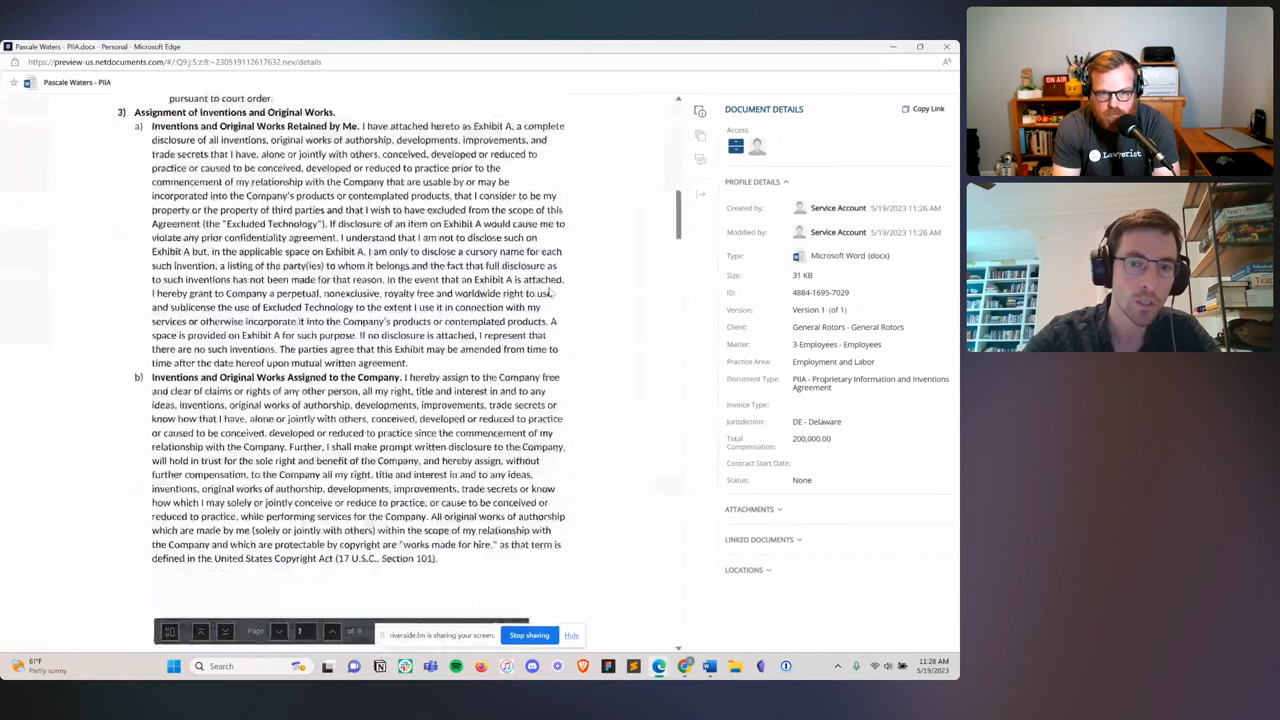 Pascale Waters - PIIA.docx - Personal - Microsoft Edge
https://preview-us.netdocuments.com/#/:Q9:j:5:z:8:~230519112617632.nev/details
Pascale Waters - PIIA
pursuant to court order.
3) Assignment of Inventions and Original Works.
a) Inventions and Original Works Retained by Me. I have attached hereto as Exhibit A, a complete
disclosure of all inventions, original works of authorship, developments, improvements, and
trade secrets that I have, alone or jointly with others, conceived, developed or reduced to
practice or caused to be conceived, developed or reduced to practice prior to the
commencement of my relationship with the Company that are usable by or may be
incorporated into the Company's products or contemplated products, that I consider to be my
property or the property of third parties and that I wish to have excluded from the scope of this
Agreement (the "Excluded Technology"). If disclosure of an item on Exhibit A would cause me to
violate any prior confidentiality agreement. I understand that I am not to disclose such on
Exhibit A but, in the applicable space on Exhibit A, I am only to disclose a cursory name for each
such invention, a listing of the party(ies) to whom it belongs and the fact that full disclosure as
to such inventions has not been made for that reason. In the event that an Exhibit A is attached,
I hereby grant to Company a perpetual, nonexclusive, royalty free and worldwide right to use,
and sublicense the use of Excluded Technology to the extent I use it in connection with my
services or otherwise incorporate it into the Company's products or contemplated products. A
space is provided on Exhibit A for such purpose. If no disclosure is attached, I represent that
there are no such inventions. The parties agree that this Exhibit may be amended from time to
time after the date hereof upon mutual written agreement.
b) Inventions and Original Works Assigned to the Company. I hereby assign to the Company free
and clear of claims or rights of any other person, all my right, title and interest in and to any
ideas, inventions, original works of authorship, developments, improvements, trade secrets or
know how that I have, alone or jointly with others, conceived, developed or reduced to practice
or caused to be conceived, developed or reduced to practice since the commencement of my
relationship with the Company. Further, I shall make prompt written disclosure to the Company,
will hold in trust for the sole right and benefit of the Company, and hereby assign, without
further compensation, to the Company all my right, title and interest in and to any ideas,
inventions, original works of authorship, developments, improvements, trade secrets or know
how which I may solely or jointly conceive or reduce to practice, or cause to be conceived or
reduced to practice, while performing services for the Company. All original works of authorship
which are made by me (solely or jointly with others) within the scope of my relationship with
the Company and which are protectable by copyright are "works made for hire," as that term is
defined in the United States Copyright Act (17 U.S.C., Section 101).
Page 2 of 8
riverside.fm is sharing your screen. Stop sharing Hide
DOCUMENT DETAILS Copy Link
Access
PROFILE DETAILS
Created by: Service Account 5/19/2023 11:26 AM
Modified by: Service Account 5/19/2023 11:26 AM
Type: Microsoft Word (docx)
Size: 31 KB
ID: 4884-1695-7029
Version: Version 1 (of 1)
Client: General Rotors - General Rotors
Matter: 3-Employees - Employees
Practice Area: Employment and Labor
Document Type: PIIA - Proprietary Information and Inventions
Agreement
Invoice Type:
Jurisdiction: DE - Delaware
Total
Compensation: 200,000.00
Contract Start Date:
Status: None
ATTACHMENTS
LINKED DOCUMENTS
LOCATIONS
61°F
Partly sunny
Search
11:28 AM
5/19/2023
ON AIR
Lawyerist